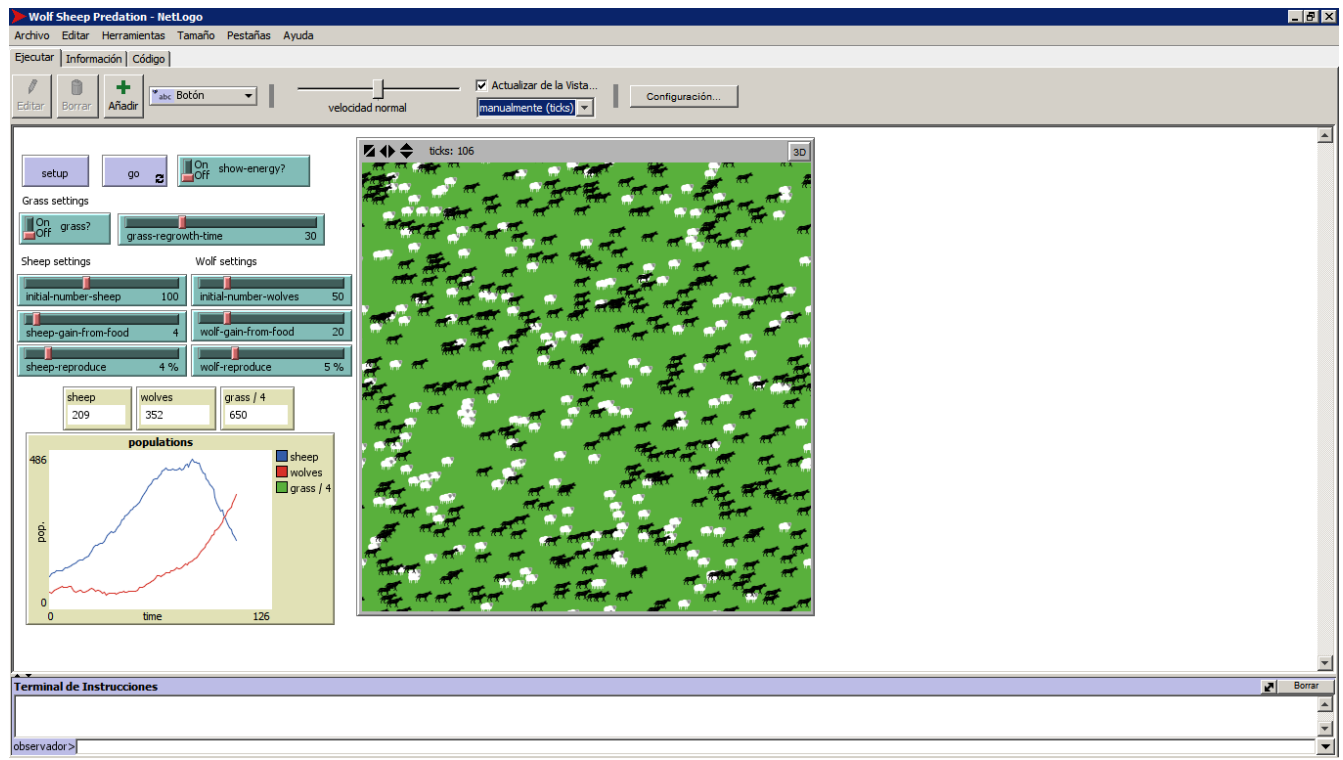 Wolf Sheep Predation - NetLogo
Archivo Editar Herramientas Tamaño Pestañas Ayuda
Ejecutar Información Código
Editar Borrar Añadir abc Botón velocidad normal Actualizar de la Vista... manualmente (ticks) Configuración...
ticks: 106 3D
setup go On Off show-energy?
Grass settings
On Off grass? grass-regrowth-time 30
Sheep settings Wolf settings
initial-number-sheep 100 initial-number-wolves 50
sheep-gain-from-food 4 wolf-gain-from-food 20
sheep-reproduce 4 % wolf-reproduce 5 %
sheep wolves grass / 4
209 352 650
populations
486 sheep
wolves
grass / 4
pop.
0
0 time 126
Terminal de Instrucciones Borrar
observador>